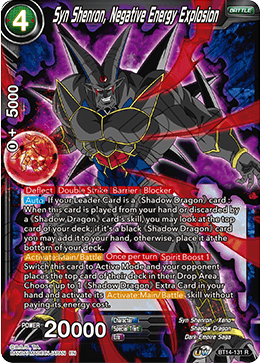 Syn Shenron, Negative Energy Explosion
BATTLE
4
0 + 5000
Deflect Double Strike Barrier Blocker
Auto If your Leader Card is a 《Shadow Dragon》 card:
When this card is played from your hand or discarded by
a 《Shadow Dragon》 card's skill, you may look at the top
card of your deck, if it's a black 《Shadow Dragon》 card
you may add it to your hand, otherwise, place it at the
bottom of your deck.
Activate: Main/Battle Once per turn Spirit Boost 1
Switch this card to Active Mode and your opponent
places the top card of their deck in their Drop Area.
Choose up to 1 《Shadow Dragon》 Extra Card in your
hand and activate its Activate: Main/Battle skill without
paying its energy cost.
POWER 20000
Character
Syn Shenron : Xeno
Special Trait
Shadow Dragon
Era
Dark Empire Saga
BT14-131 R